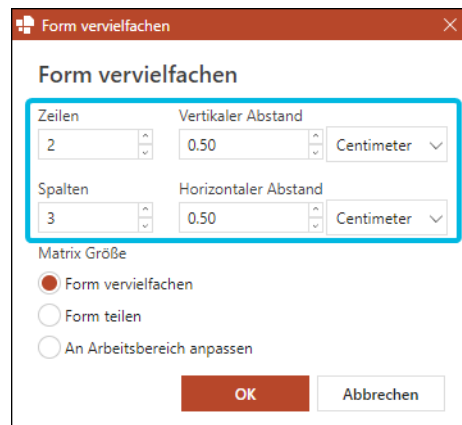 Form vervielfachen
Form vervielfachen
Zeilen Vertikaler Abstand
2 0.50 Centimeter
Spalten Horizontaler Abstand
3 0.50 Centimeter
Matrix Größe
Form vervielfachen
Form teilen
An Arbeitsbereich anpassen
OK Abbrechen